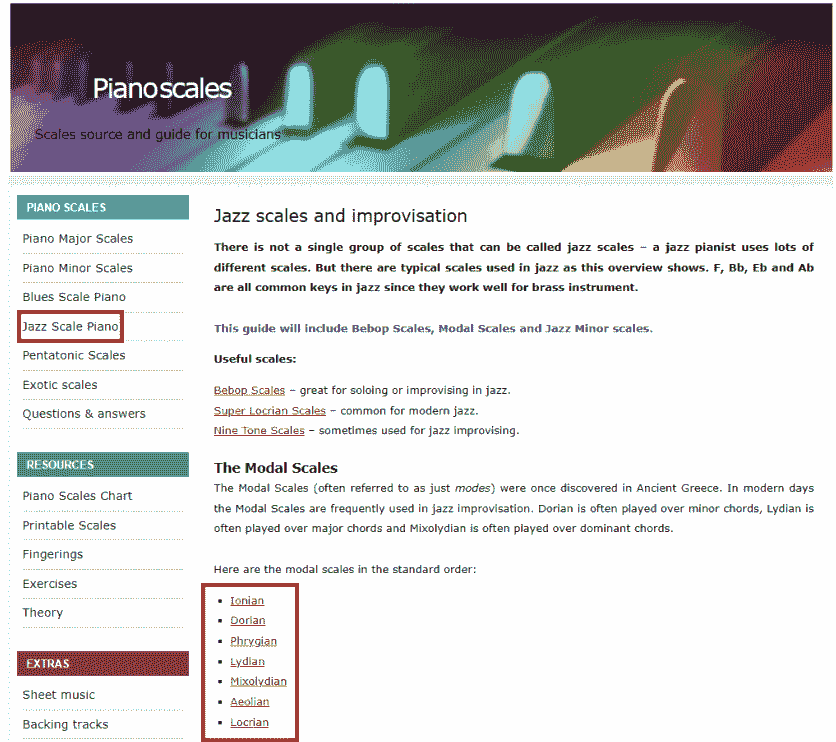 Pianoscales
Scales source and guide for musicians
PIANO SCALES
Piano Major Scales
Piano Minor Scales
Blues Scale Piano
Jazz Scale Piano
Pentatonic Scales
Exotic scales
Questions & answers
RESOURCES
Piano Scales Chart
Printable Scales
Fingerings
Exercises
Theory
EXTRAS
Sheet music
Backing tracks
Jazz scales and improvisation
There is not a single group of scales that can be called jazz scales – a jazz pianist uses lots of
different scales. But there are typical scales used in jazz as this overview shows. F, Bb, Eb and Ab
are all common keys in jazz since they work well for brass instrument.
This guide will include Bebop Scales, Modal Scales and Jazz Minor scales.
Useful scales:
Bebop Scales – great for soloing or improvising in jazz.
Super Locrian Scales – common for modern jazz.
Nine Tone Scales – sometimes used for jazz improvising.
The Modal Scales
The Modal Scales (often referred to as just modes) were once discovered in Ancient Greece. In modern days
the Modal Scales are frequently used in jazz improvisation. Dorian is often played over minor chords, Lydian is
often played over major chords and Mixolydian is often played over dominant chords.
Here are the modal scales in the standard order:
▪ Ionian
▪ Dorian
▪ Phrygian
▪ Lydian
▪ Mixolydian
▪ Aeolian
▪ Locrian